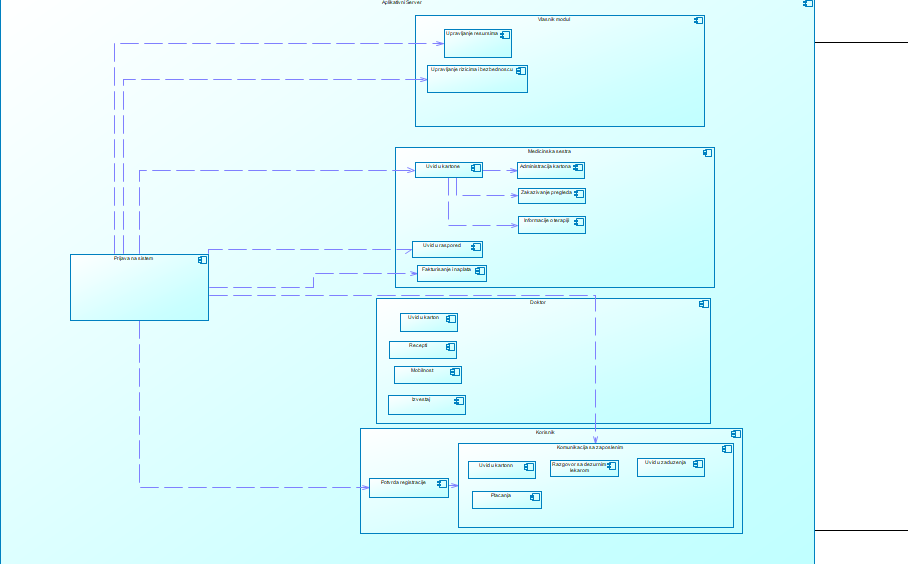 Aplikativni Server
Vlasnik modul
Upravljanje resursima
Upravljanje rizicima i bezbednoscu
Medicinska sestra
Uvid u kartone
Administracija kartona
Zakazivanje pregleda
Informacije o terapiji
Uvid u raspored
Fakturisanje i naplata
Prijava na sistem
Doktor
Uvid u karton
Recepti
Mobilnost
Izvestaj
Korisnik
Komunikacija sa zaposlenim
Uvid u kartonn
Razgovor sa dezurnim
lekarom
Uvid u zaduzenja
Potvrda registracije
Placanja